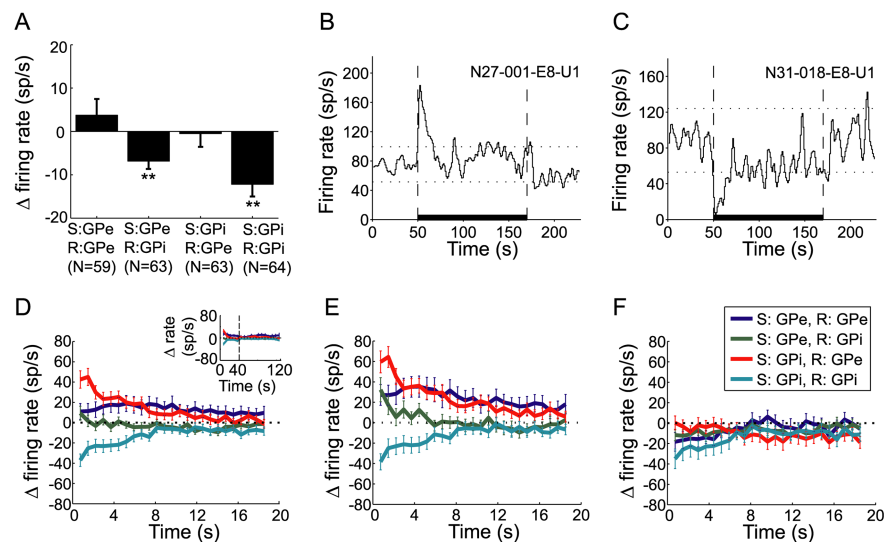 A
Δ firing rate (sp/s)
20
10
0
-10
-20
**
**
S:GPe S:GPe S:GPi S:GPi
R:GPe R:GPi R:GPe R:GPi
(N=59) (N=63) (N=63) (N=64)
B
N27-001-E8-U1
Firing rate (sp/s)
200
160
120
80
40
0
0 50 100 150 200
Time (s)
C
N31-018-E8-U1
Firing rate (sp/s)
160
120
80
40
0
0 50 100 150 200
Time (s)
D
Δ firing rate (sp/s)
80
60
40
20
0
-20
-40
-60
-80
0 4 8 12 16 20
Time (s)
Δ rate
(sp/s)
80
0
-80
0 40 120
Time (s)
E
Δ firing rate (sp/s)
80
60
40
20
0
-20
-40
-60
-80
0 4 8 12 16 20
Time (s)
F
Δ firing rate (sp/s)
80
60
40
20
0
-20
-40
-60
-80
0 4 8 12 16 20
Time (s)
S: GPe, R: GPe
S: GPe, R: GPi
S: GPi, R: GPe
S: GPi, R: GPi